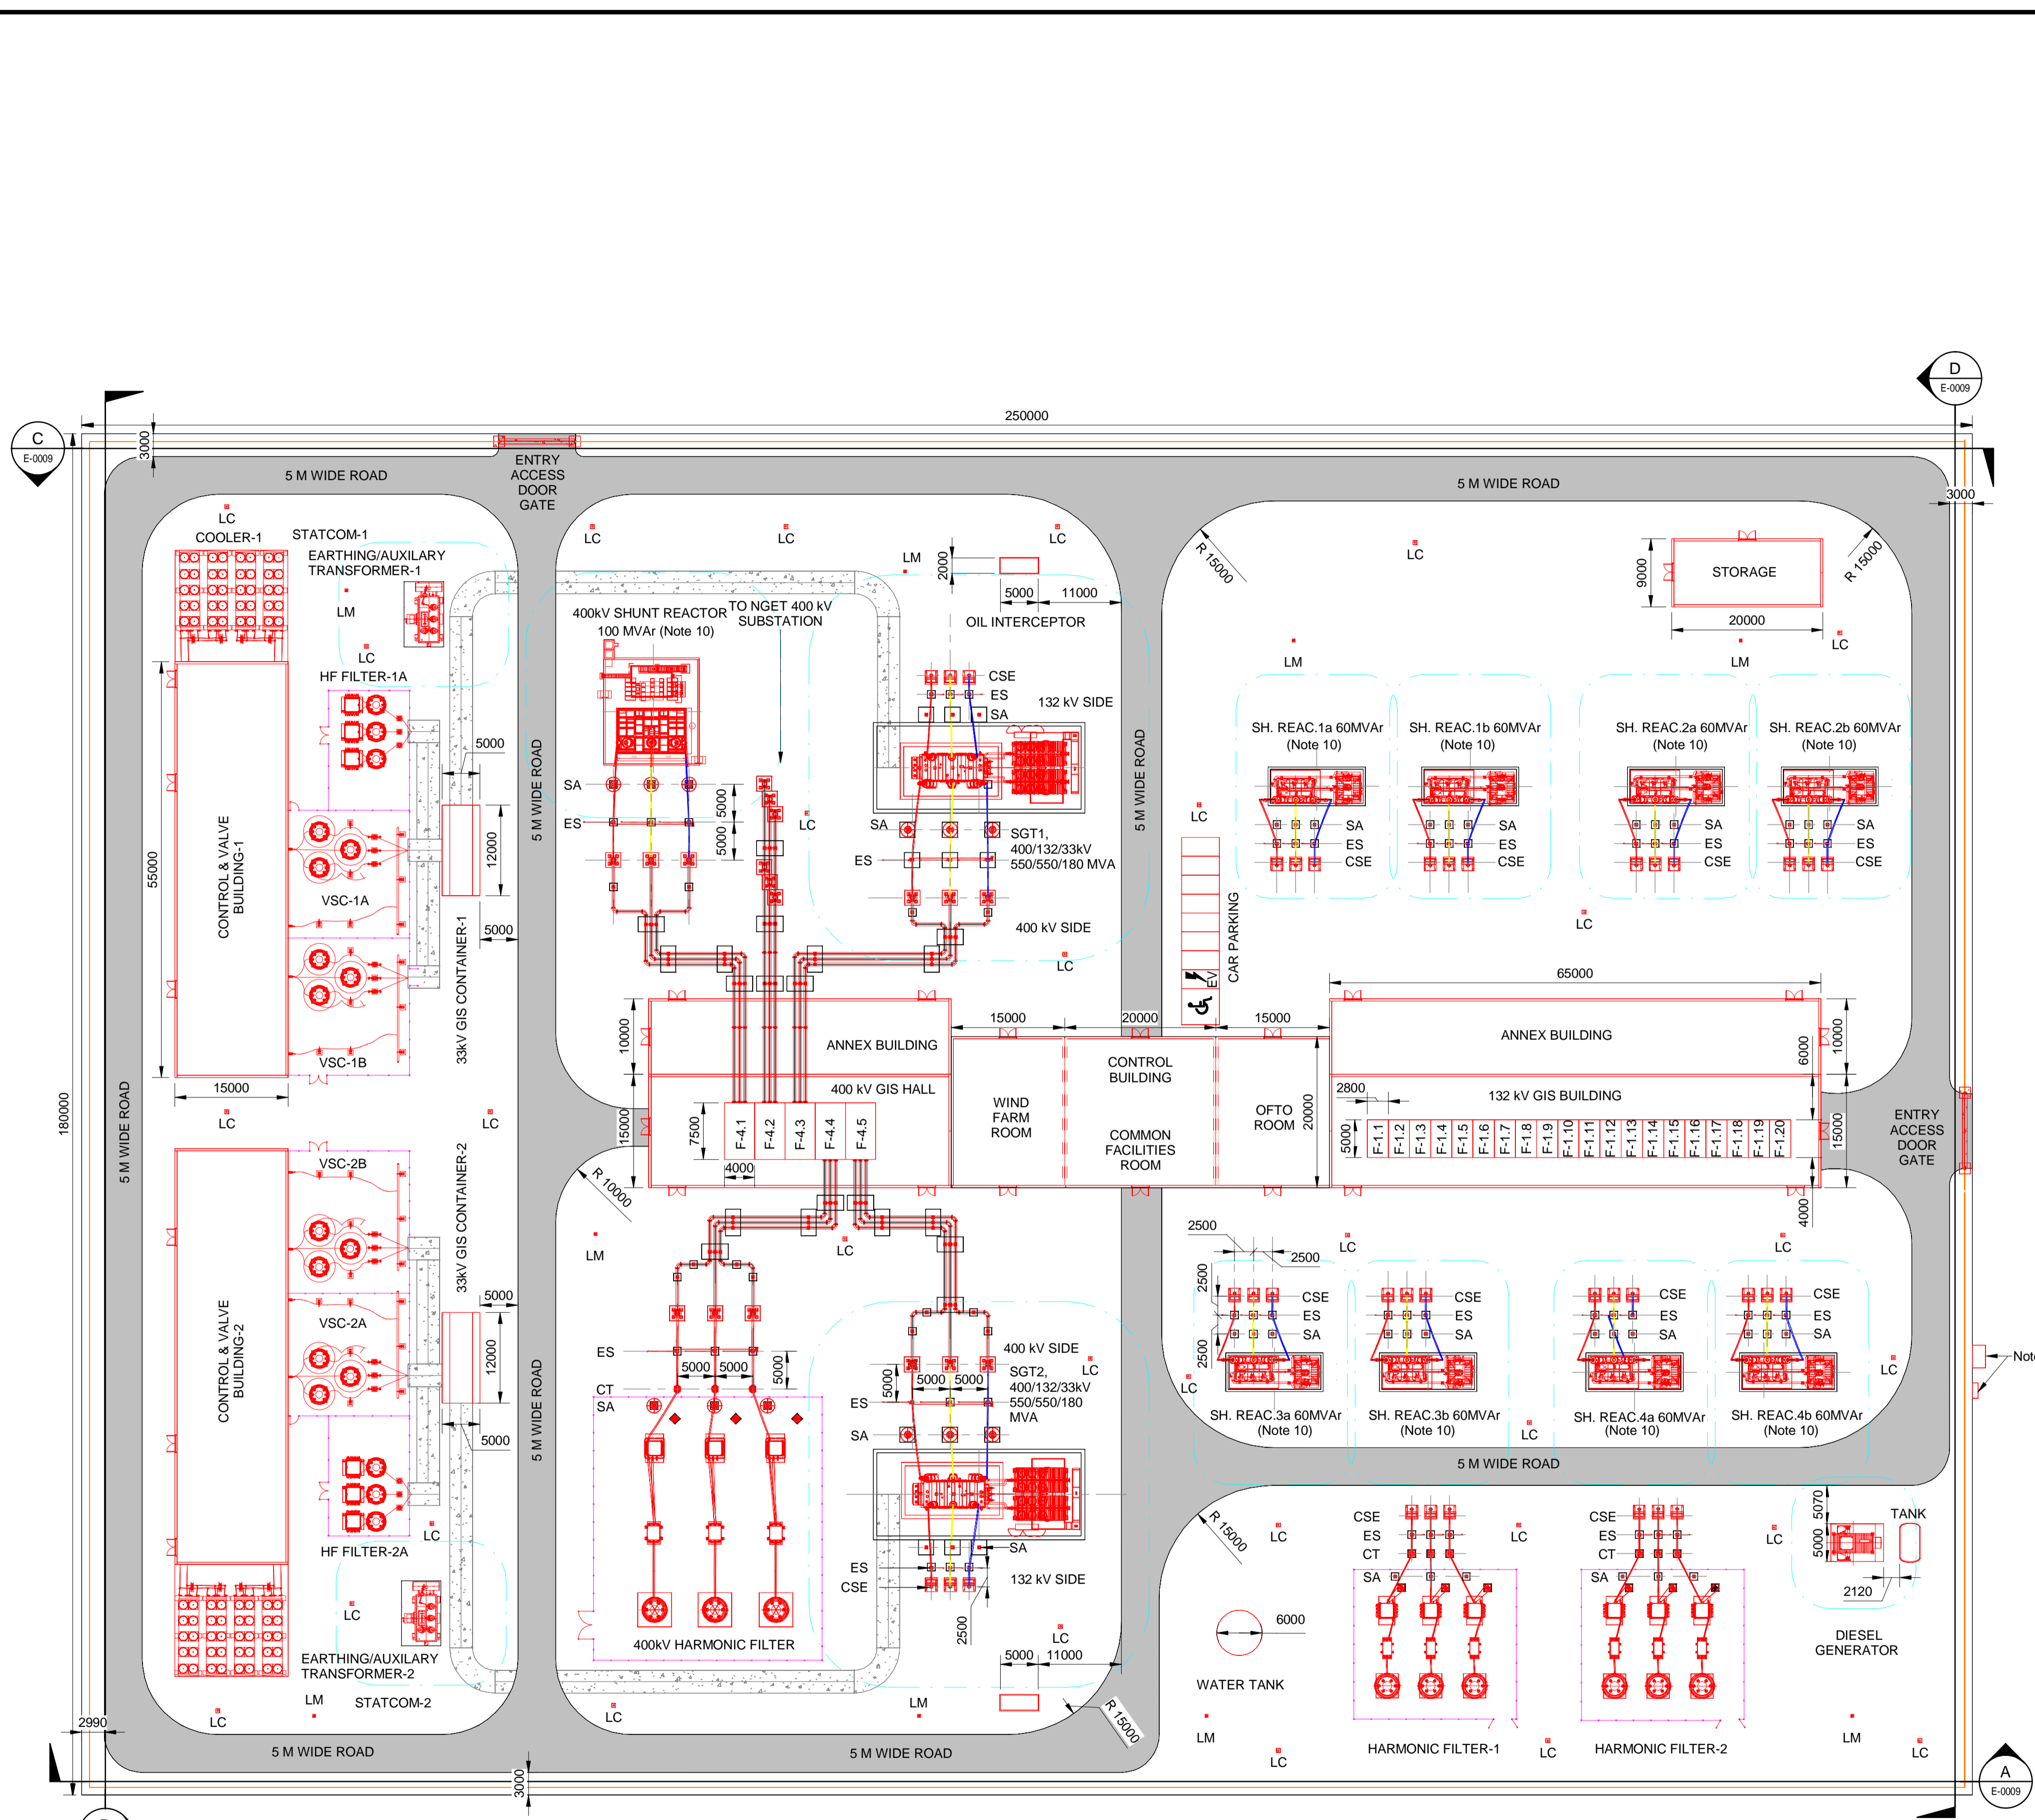 D
E-0009
250000
C
E-0009
3000
ENTRY
ACCESS
DOOR
GATE
5 M WIDE ROAD
5 M WIDE ROAD
3000
LC
COOLER-1
STATCOM-1
EARTHING/AUXILARY
TRANSFORMER-1
LM
LC
HF FILTER-1A
LC
LC
LC
LM
2000
5000
11000
OIL INTERCEPTOR
400kV SHUNT REACTOR
100 MVAr (Note 10)
TO NGET 400 kV
SUBSTATION
R 15000
LC
STORAGE
9000
20000
R 15000
LM
LM
LC
CSE
ES
SA
132 kV SIDE
5 M WIDE ROAD
5 M WIDE ROAD
5000
SA
ES
5000
5000
LC
SA
ES
SGT1,
400/132/33kV
550/550/180 MVA
400 kV SIDE
LC
SH. REAC.1a 60MVAr
(Note 10)
SH. REAC.1b 60MVAr
(Note 10)
SH. REAC.2a 60MVAr
(Note 10)
SH. REAC.2b 60MVAr
(Note 10)
SA
ES
CSE
SA
ES
CSE
SA
ES
CSE
SA
ES
CSE
LC
LC
CAR PARKING
EV
55000
CONTROL & VALVE
BUILDING-1
VSC-1A
12000
5000
33kV GIS CONTAINER-1
VSC-1B
15000
LC
LC
180000
5 M WIDE ROAD
10000
ANNEX BUILDING
400 kV GIS HALL
15000
7500
4000
F-4.1
F-4.2
F-4.3
F-4.4
F-4.5
15000
20000
15000
WIND
FARM
ROOM
CONTROL
BUILDING
COMMON
FACILITIES
ROOM
OFTO
ROOM
20000
65000
ANNEX BUILDING
10000
6000
2800
132 kV GIS BUILDING
5000
F-1.1
F-1.2
F-1.3
F-1.4
F-1.5
F-1.6
F-1.7
F-1.8
F-1.9
F-1.10
F-1.11
F-1.12
F-1.13
F-1.14
F-1.15
F-1.16
F-1.17
F-1.18
F-1.19
F-1.20
15000
4000
ENTRY
ACCESS
DOOR
GATE
R 10000
LM
LC
VSC-2B
33kV GIS CONTAINER-2
5000
VSC-2A
12000
5000
CONTROL & VALVE
BUILDING-2
HF FILTER-2A
LC
5 M WIDE ROAD
ES
5000
5000
5000
CT
SA
400kV HARMONIC FILTER
400 kV SIDE
LC
SGT2,
400/132/33kV
550/550/180
MVA
5000
5000
5000
ES
SA
SA
ES
CSE
132 kV SIDE
2500
LC
2500
2500
2500
2500
LC
LC
CSE
ES
SA
CSE
ES
SA
CSE
ES
SA
CSE
ES
SA
LC
LC
SH. REAC.3a 60MVAr
(Note 10)
SH. REAC.3b 60MVAr
(Note 10)
LC
SH. REAC.4a 60MVAr
(Note 10)
SH. REAC.4b 60MVAr
(Note 10)
5 M WIDE ROAD
R 15000
LC
CSE
ES
CT
SA
LC
CSE
ES
CT
SA
LC
5070
5000
TANK
2120
DIESEL
GENERATOR
6000
WATER TANK
LM
LC
HARMONIC FILTER-1
LC
HARMONIC FILTER-2
LM
LC
LC
EARTHING/AUXILARY
TRANSFORMER-2
LM
STATCOM-2
LC
LC
LM
5000
11000
R 15000
2990
5 M WIDE ROAD
5 M WIDE ROAD
3000
A
E-0009